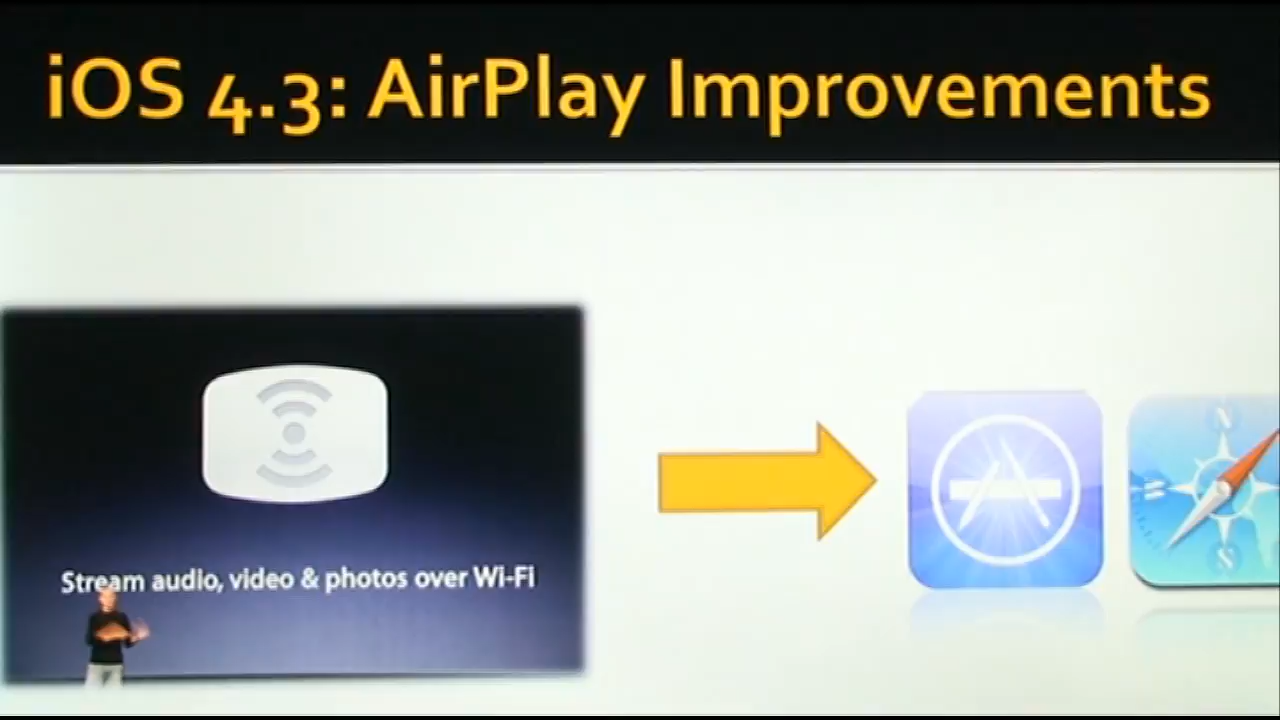 iOS 4.3: AirPlay Improvements
Stream audio, video & photos over Wi-Fi
N
S